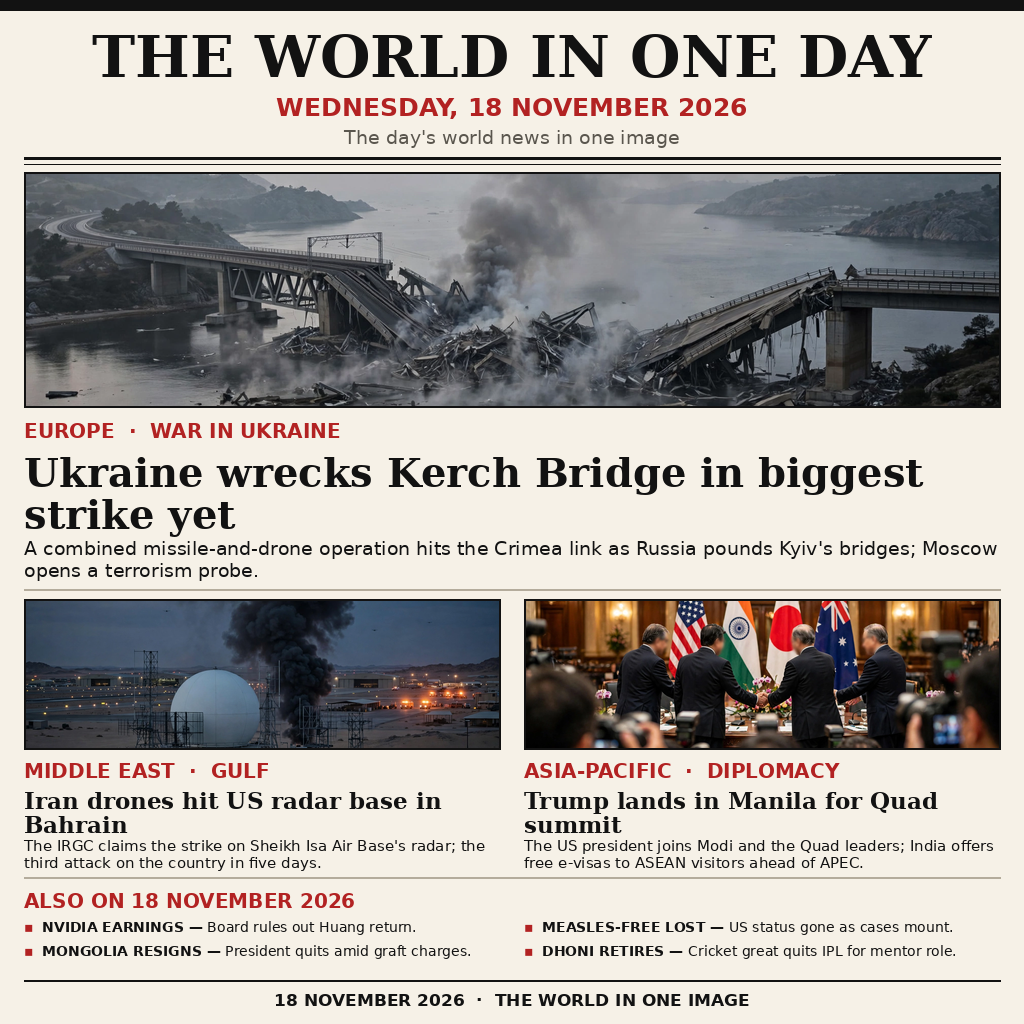 THE WORLD IN ONE DAY
WEDNESDAY, 18 NOVEMBER 2026
The day's world news in one image
EUROPE · WAR IN UKRAINE
Ukraine wrecks Kerch Bridge in biggest
strike yet
A combined missile-and-drone operation hits the Crimea link as Russia pounds Kyiv's bridges; Moscow
opens a terrorism probe.
MIDDLE EAST · GULF
Iran drones hit US radar base in
Bahrain
The IRGC claims the strike on Sheikh Isa Air Base's radar; the
third attack on the country in five days.
ASIA-PACIFIC · DIPLOMACY
Trump lands in Manila for Quad
summit
The US president joins Modi and the Quad leaders; India offers
free e-visas to ASEAN visitors ahead of APEC.
ALSO ON 18 NOVEMBER 2026
▪ NVIDIA EARNINGS — Board rules out Huang return.
▪ MONGOLIA RESIGNS — President quits amid graft charges.
▪ MEASLES-FREE LOST — US status gone as cases mount.
▪ DHONI RETIRES — Cricket great quits IPL for mentor role.
18 NOVEMBER 2026 · THE WORLD IN ONE IMAGE